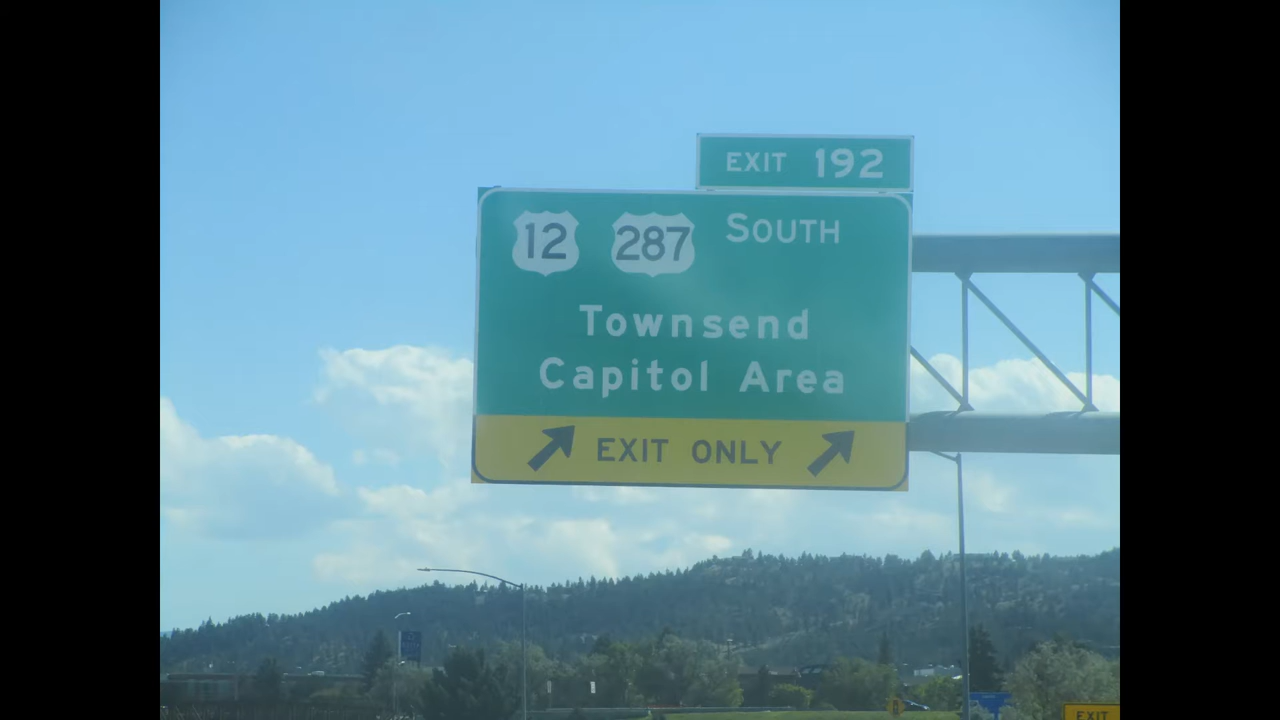 EXIT 192
12 287 SOUTH
Townsend
Capitol Area
EXIT ONLY
EXIT